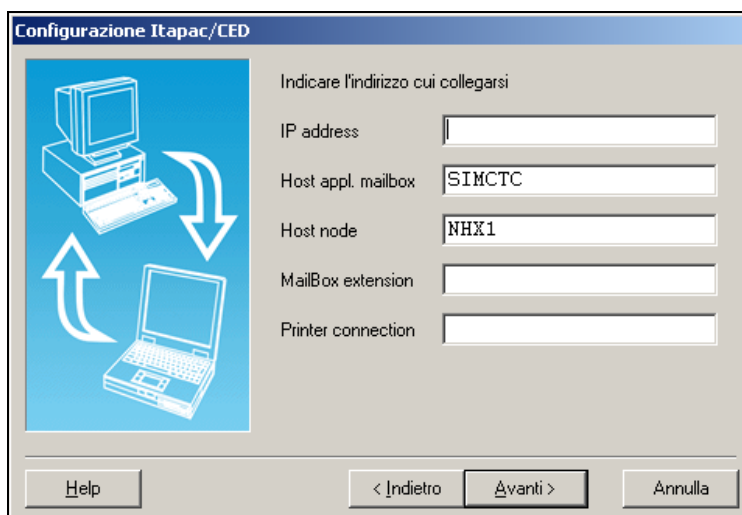 Configurazione Itapac/CED
Indicare l'indirizzo cui collegarsi
IP address
Host appl. mailbox SIMCTC
Host node NHX1
MailBox extension
Printer connection
Help < Indietro Avanti > Annulla